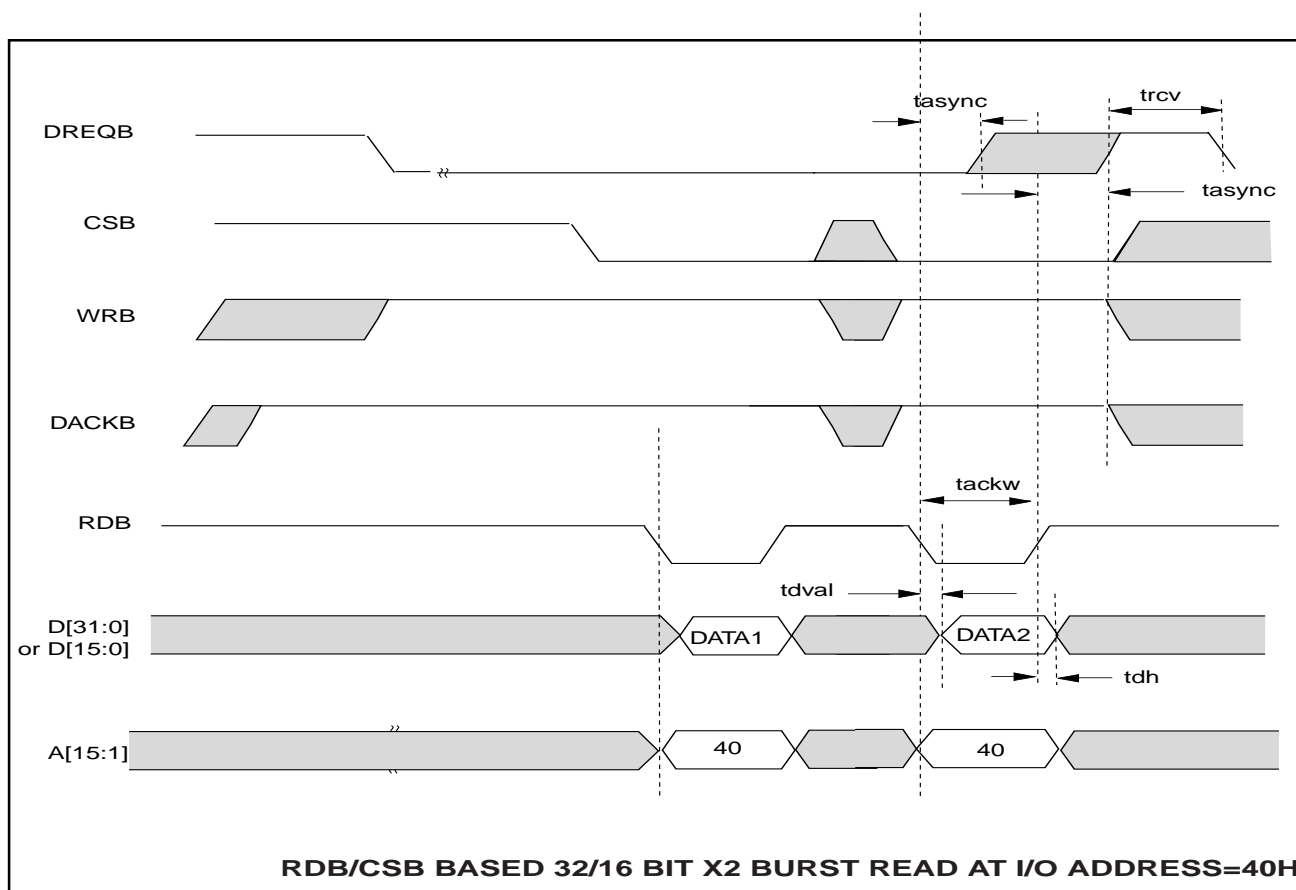 tasync
trcv
DREQB
tasync
CSB
WRB
DACKB
tackw
RDB
tdval
D[31:0]
or D[15:0]
DATA1
DATA2
tdh
A[15:1]
40
40
RDB/CSB BASED 32/16 BIT X2 BURST READ AT I/O ADDRESS=40H